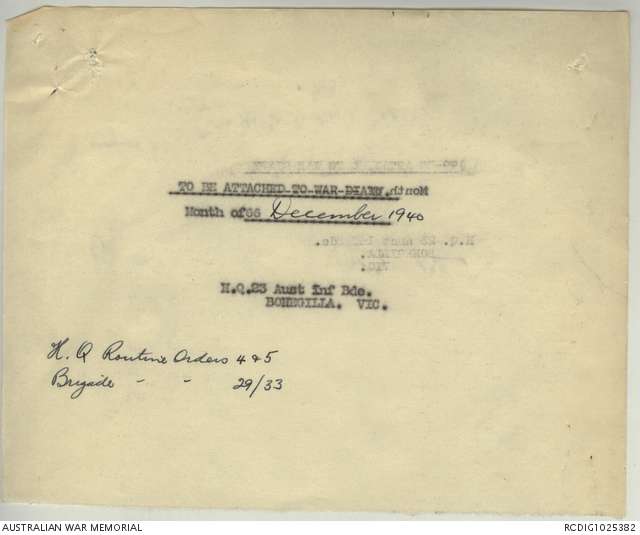 TO BE ATTACHED TO WAR DIARY.
Month of December 1940
H.Q.23 Aust Inf Bde.
BONEGILLA. VIC.
H.Q Routine Orders 4 & 5
Brigade - - 29/33
AUSTRALIAN WAR MEMORIAL
RCDIG1025382